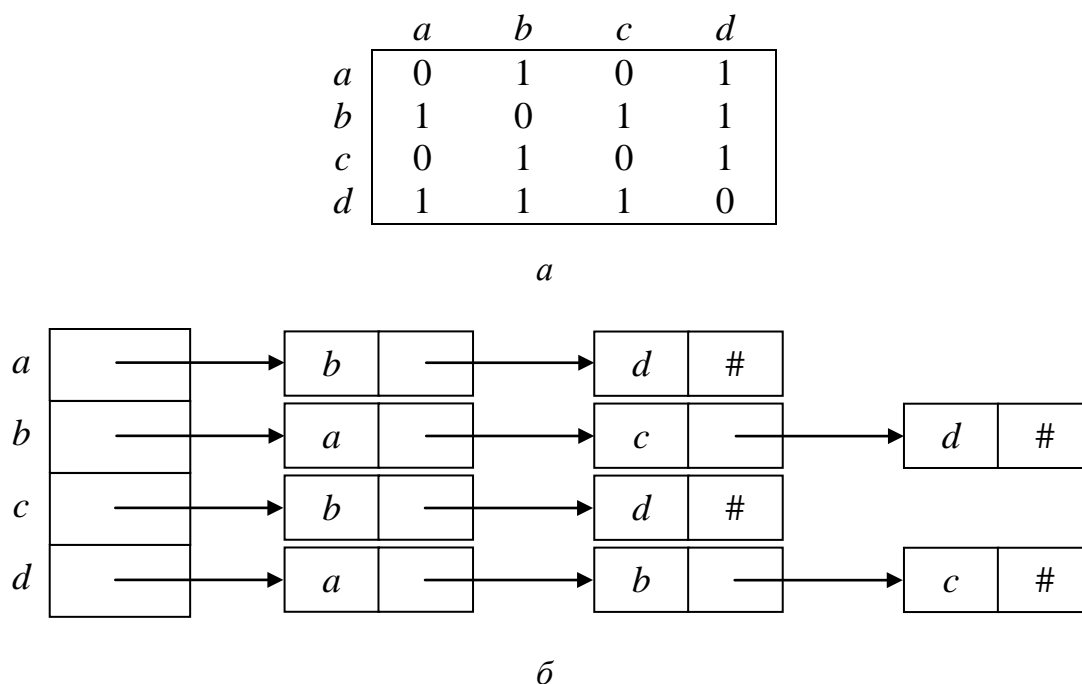 a b c d
a 0 1 0 1
b 1 0 1 1
c 0 1 0 1
d 1 1 1 0
а
a b d #
b a c d #
c b d #
d a b c #
б